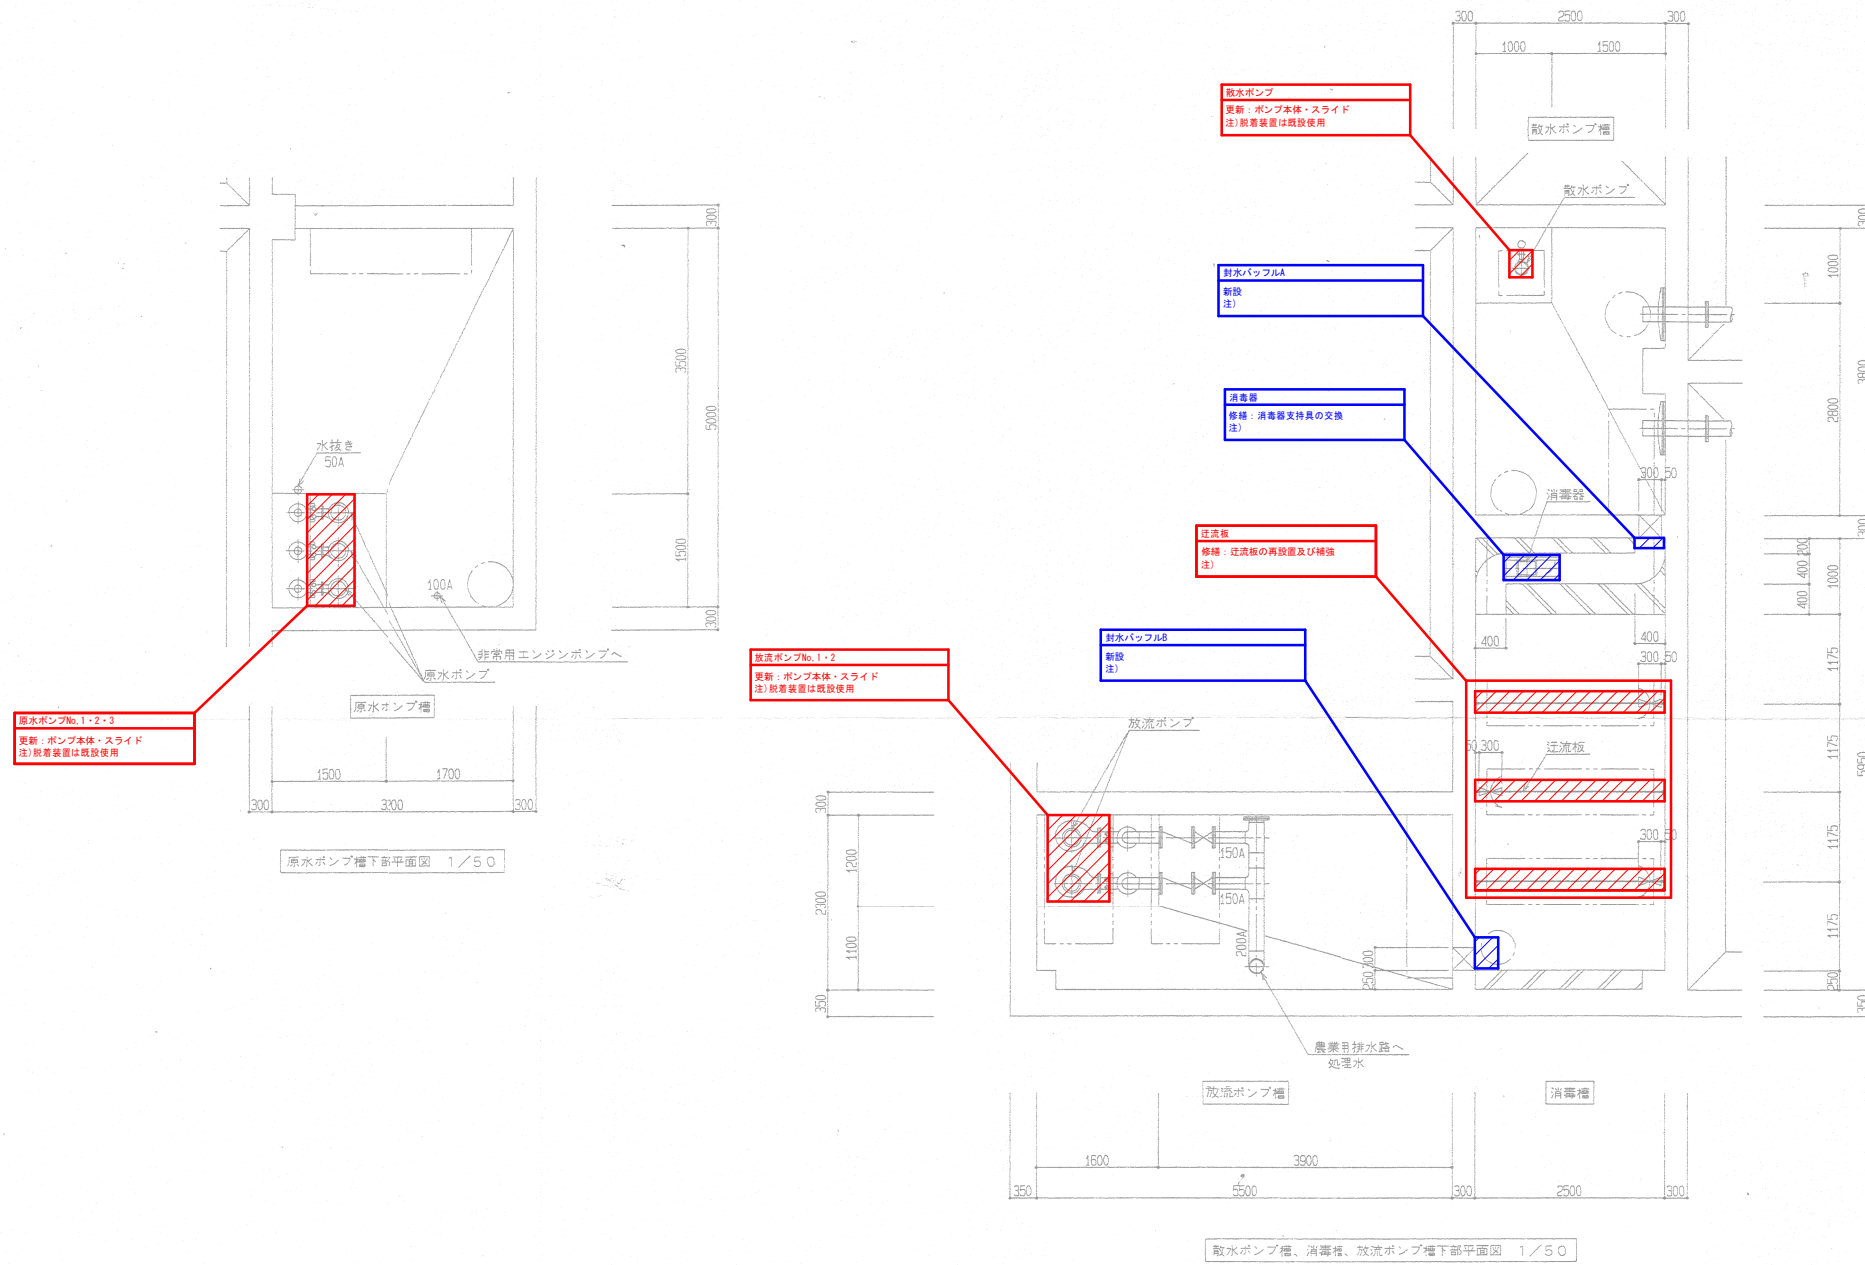 300
2500
300
1000
1500
散水ポンプ
更新：ポンプ本体・スライド
注)脱着装置は既設使用
散水ポンプ槽
散水ポンプ
300
300
1000
封水バッフルA
新設
注)
3500
5000
3800
2800
消毒器
修繕：消毒器支持具の交換
注)
水抜き
50A
300 50
消毒器
1500
迂流板
修繕：迂流板の再設置及び補強
注)
300
200
400
400
1000
100A
300
400
400
封水バッフルB
新設
注)
放流ポンプNo.1・2
更新：ポンプ本体・スライド
注)脱着装置は既設使用
非常用エンジンポンプへ
原水ポンプ
300 50
1175
原水ポンプ槽
原水ポンプNo.1・2・3
更新：ポンプ本体・スライド
注)脱着装置は既設使用
放流ポンプ
50 300
迂流板
1175
5950
1500
1700
300
3200
300
300
1200
150A
300 50
1175
原水ポンプ槽下部平面図 1／50
2300
150A
1100
200A
1175
250
300
250
350
350
農業用排水路へ
処理水
放流ポンプ槽
消毒槽
1600
3900
350
5500
300
2500
300
散水ポンプ槽、消毒槽、放流ポンプ槽下部平面図 1／50